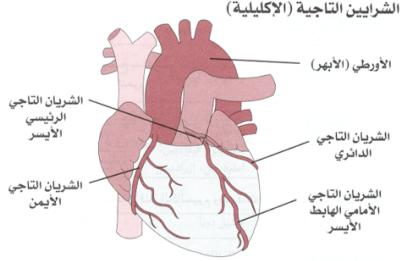 الشرايين التاجية (الإكليلية)
الأورطي (الأبهر)
الشريان التاجي
الرئيسي
الأيسر
الشريان التاجي
الدائري
الشريان التاجي
الأيمن
الشريان التاجي
الأمامي الهابط
الأيسر